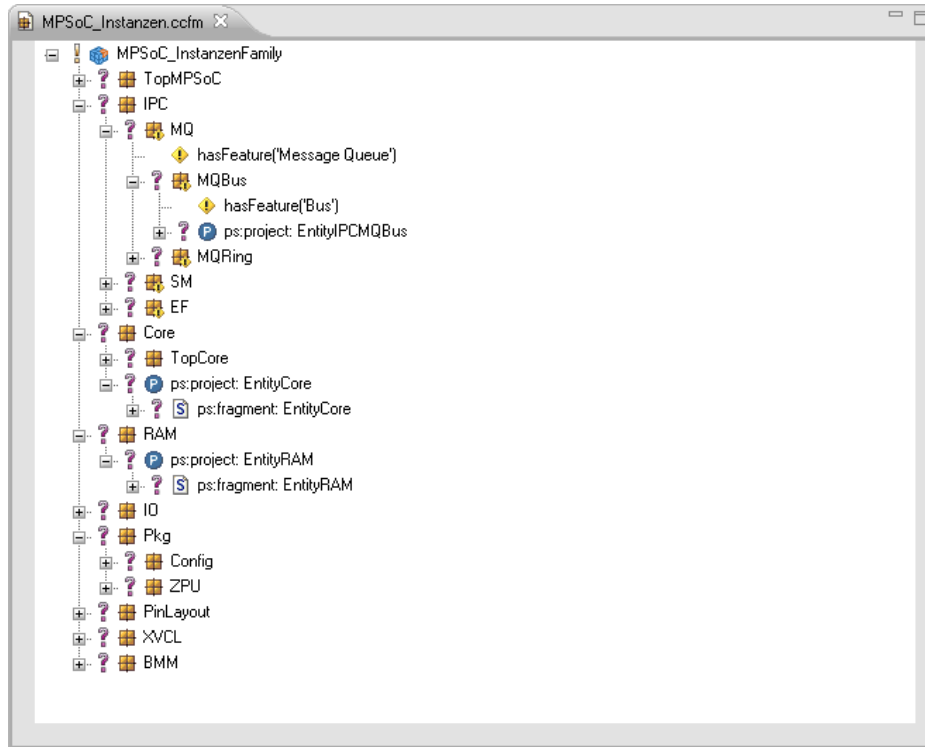 MPSoC_Instanzen.ccfm
MPSoC_InstanzenFamily
TopMPSoC
IPC
MQ
hasFeature('Message Queue')
MQBus
hasFeature('Bus')
ps:project: EntityIPCMQBus
MQRing
SM
EF
Core
TopCore
ps:project: EntityCore
ps:fragment: EntityCore
RAM
ps:project: EntityRAM
ps:fragment: EntityRAM
IO
Pkg
Config
ZPU
PinLayout
XVCL
BMM